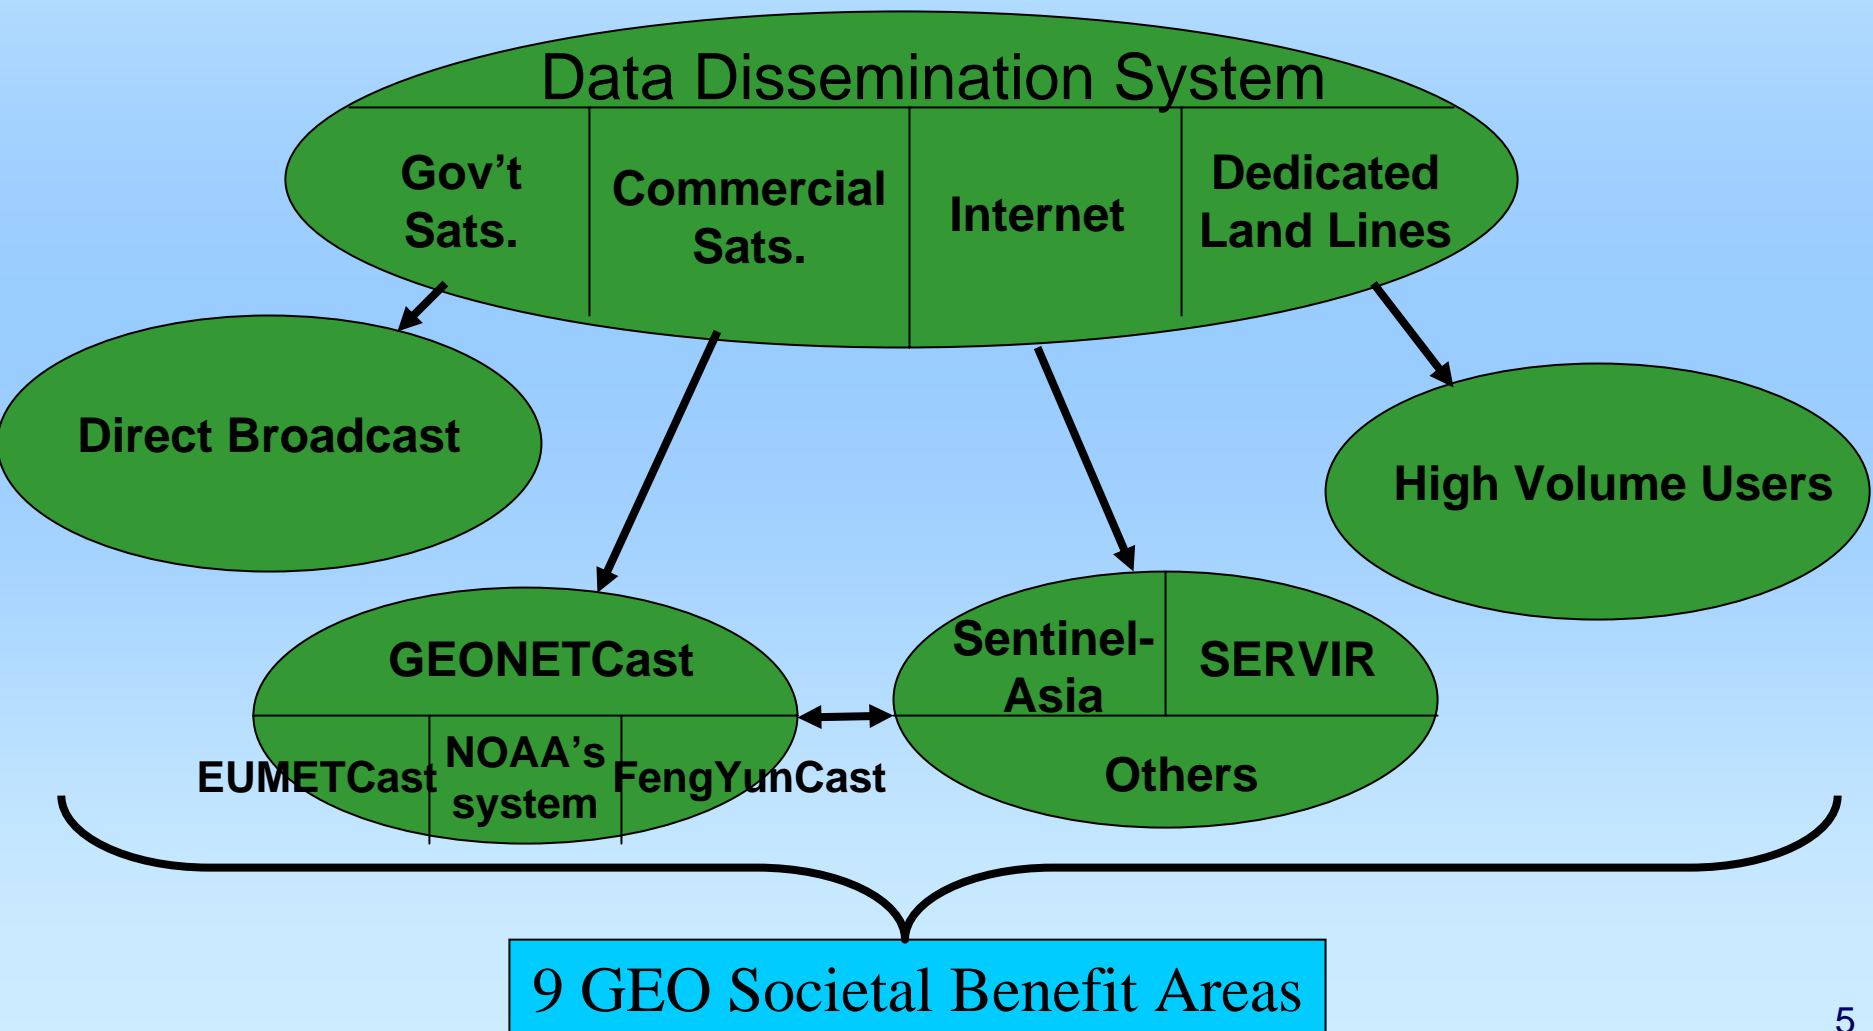 Data Dissemination System
Gov't
Sats.
Commercial
Sats.
Internet
Dedicated
Land Lines
Direct Broadcast
High Volume Users
GEONETCast
EUMETCast
NOAA's
system
FengYunCast
Sentinel-
Asia
SERVIR
Others
9 GEO Societal Benefit Areas
5